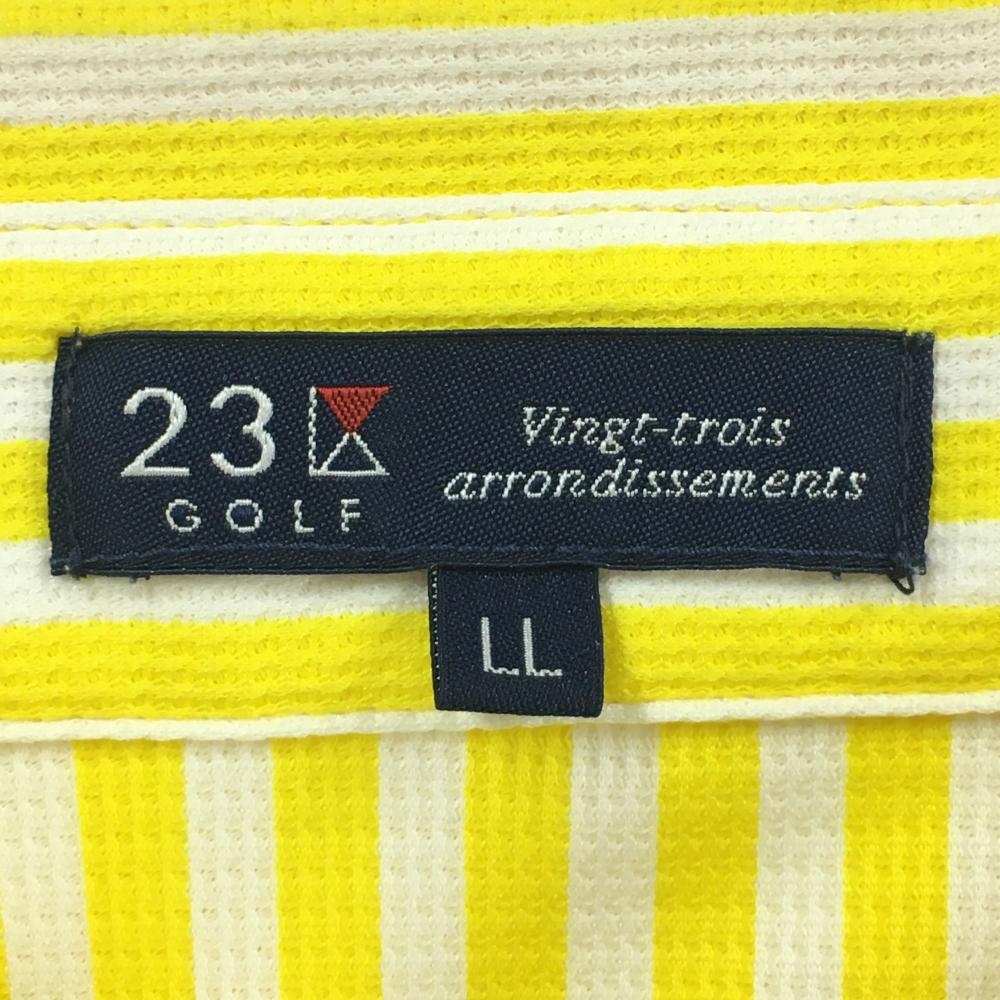 23
GOLF
Vingt-trois
arrondissements
LL